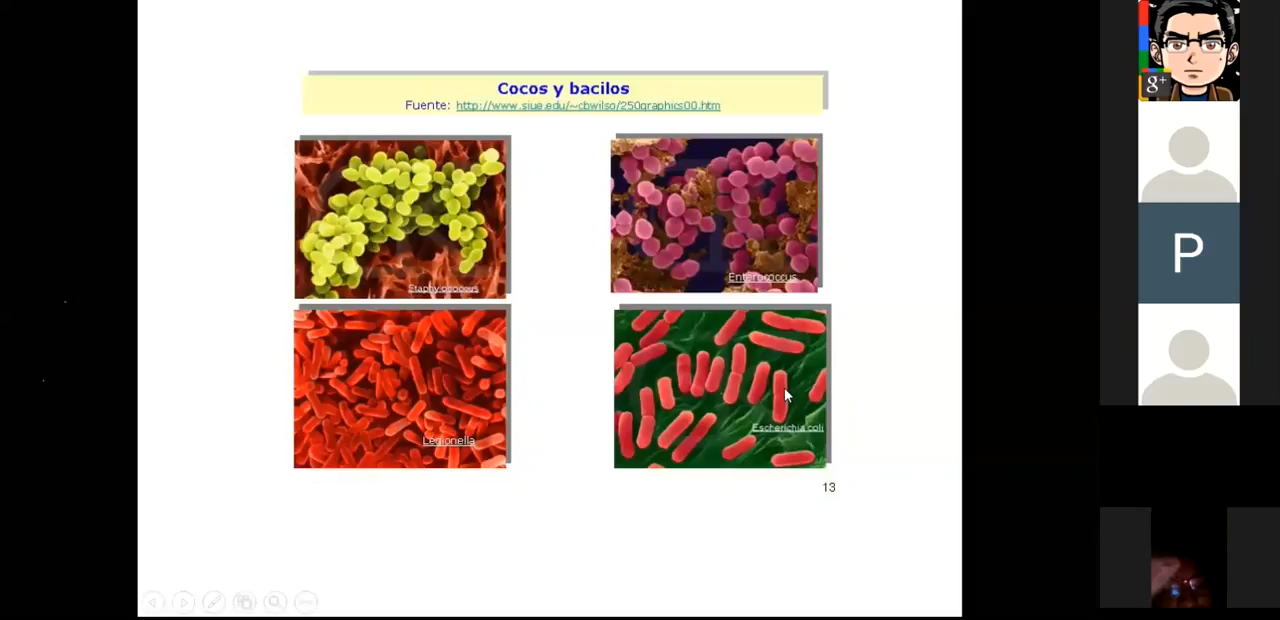 Cocos y bacilos
Fuente: http://www.siue.edu/~cbwilso/250graphics00.htm
Staphylococcus
Enterococcus
Legionella
Escherichia coli
13
g+
P